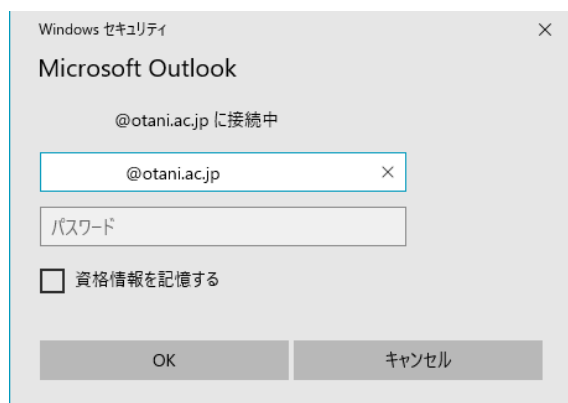 Windows セキュリティ
Microsoft Outlook
@otani.ac.jp に接続中
@otani.ac.jp
パスワード
資格情報を記憶する
OK キャンセル